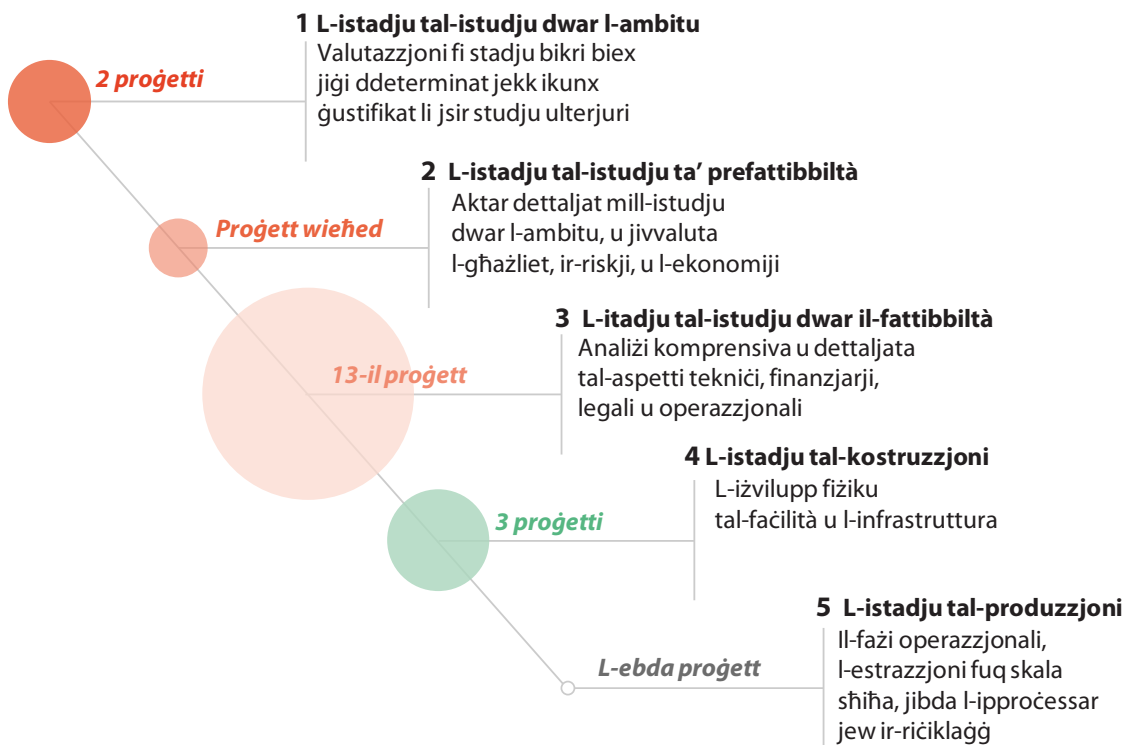 1 L-istadju tal-istudju dwar l-ambitu
2 proġetti
Valutazzjoni fi stadju bikri biex
jiġi ddeterminat jekk ikunx
ġustifikat li jsir studju ulterjuri
2 L-istadju tal-istudju ta’ prefattibbiltà
Proġett wieħed
Aktar dettaljat mill-istudju
dwar l-ambitu, u jivvaluta
l-għażliet, ir-riskji, u l-ekonomiji
3 L-itadju tal-istudju dwar il-fattibbiltà
13-il proġett
Analiżi komprensiva u dettaljata
tal-aspetti tekniċi, finanzjarji,
legali u operazzjonali
4 L-istadju tal-kostruzzjoni
3 proġetti
L-iżvilupp fiżiku
tal-faċilità u l-infrastruttura
5 L-istadju tal-produzzjoni
L-ebda proġett
Il-fażi operazzjonali,
l-estrazzjoni fuq skala
sħiħa, jibda l-ipproċessar
jew ir-riċiklaġġ